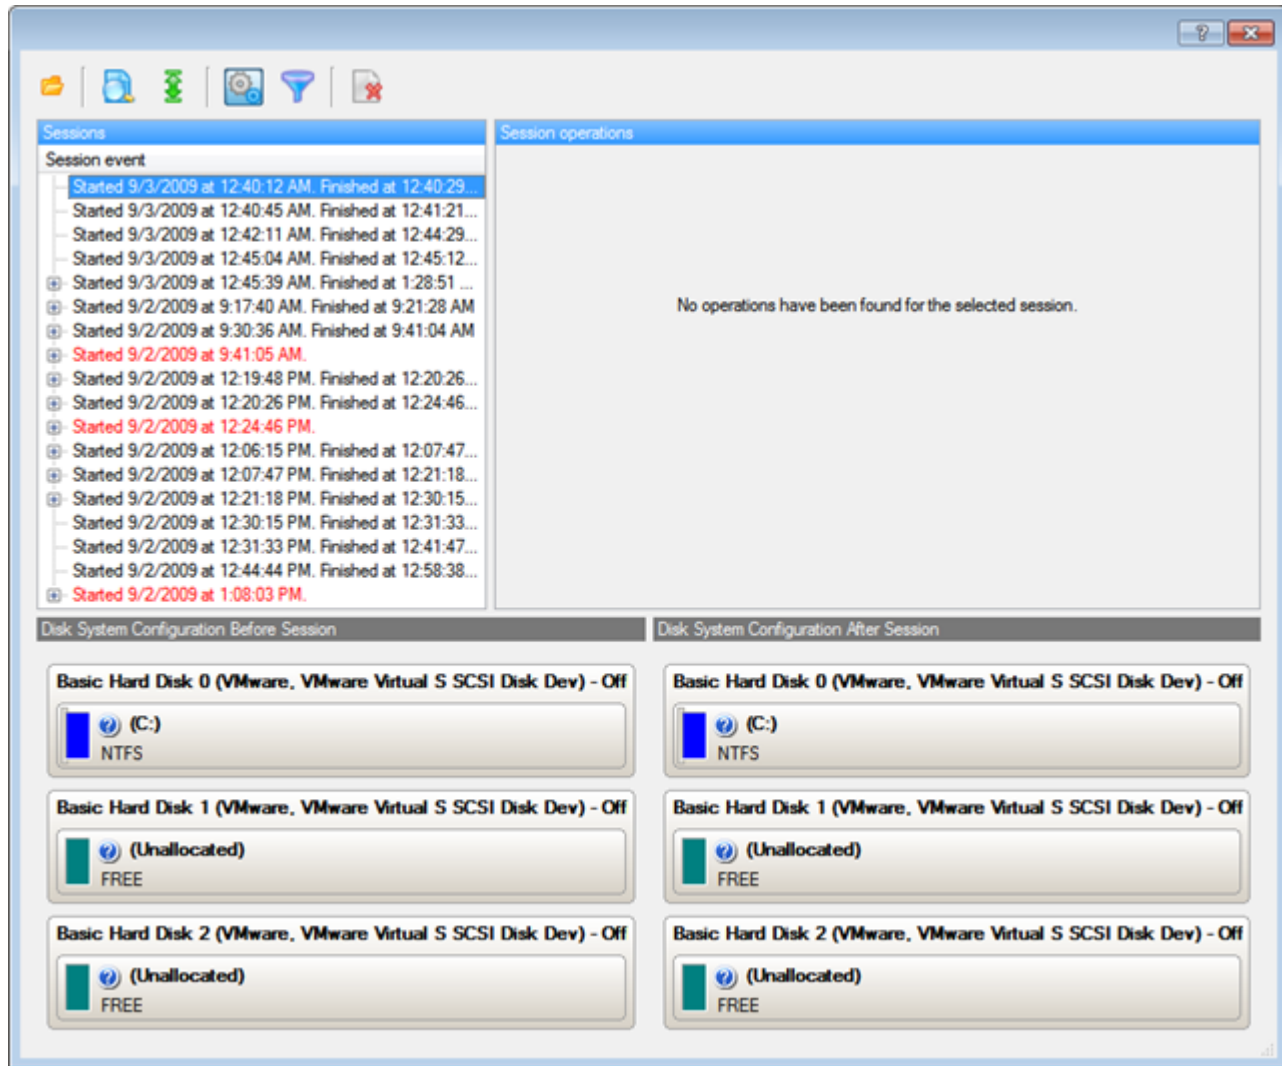 Sessions
Session operations
Session event
Started 9/3/2009 at 12:40:12 AM. Finished at 12:40:29...
Started 9/3/2009 at 12:40:45 AM. Finished at 12:41:21...
Started 9/3/2009 at 12:42:11 AM. Finished at 12:44:29...
Started 9/3/2009 at 12:45:04 AM. Finished at 12:45:12...
Started 9/3/2009 at 12:45:39 AM. Finished at 1:28:51 ...
Started 9/2/2009 at 9:17:40 AM. Finished at 9:21:28 AM
Started 9/2/2009 at 9:30:36 AM. Finished at 9:41:04 AM
Started 9/2/2009 at 9:41:05 AM.
Started 9/2/2009 at 12:19:48 PM. Finished at 12:20:26...
Started 9/2/2009 at 12:20:26 PM. Finished at 12:24:46...
Started 9/2/2009 at 12:24:46 PM.
Started 9/2/2009 at 12:06:15 PM. Finished at 12:07:47...
Started 9/2/2009 at 12:07:47 PM. Finished at 12:21:18...
Started 9/2/2009 at 12:21:18 PM. Finished at 12:30:15...
Started 9/2/2009 at 12:30:15 PM. Finished at 12:31:33...
Started 9/2/2009 at 12:31:33 PM. Finished at 12:41:47...
Started 9/2/2009 at 12:44:44 PM. Finished at 12:58:38...
Started 9/2/2009 at 1:08:03 PM.
No operations have been found for the selected session.
Disk System Configuration Before Session
Basic Hard Disk 0 (VMware, VMware Virtual S SCSI Disk Dev) - Off
(C:)
NTFS
Basic Hard Disk 1 (VMware, VMware Virtual S SCSI Disk Dev) - Off
(Unallocated)
FREE
Basic Hard Disk 2 (VMware, VMware Virtual S SCSI Disk Dev) - Off
(Unallocated)
FREE
Disk System Configuration After Session
Basic Hard Disk 0 (VMware, VMware Virtual S SCSI Disk Dev) - Off
(C:)
NTFS
Basic Hard Disk 1 (VMware, VMware Virtual S SCSI Disk Dev) - Off
(Unallocated)
FREE
Basic Hard Disk 2 (VMware, VMware Virtual S SCSI Disk Dev) - Off
(Unallocated)
FREE